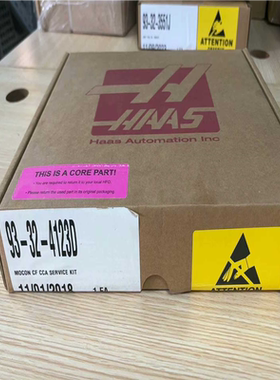 93-32-3551J
ATTENTION
HAAS
Haas Automation Inc
THIS IS A CORE PART!
93-32-4123D
MOCON CF CCA SERVICE KIT
11/01/2018
ATTENTION